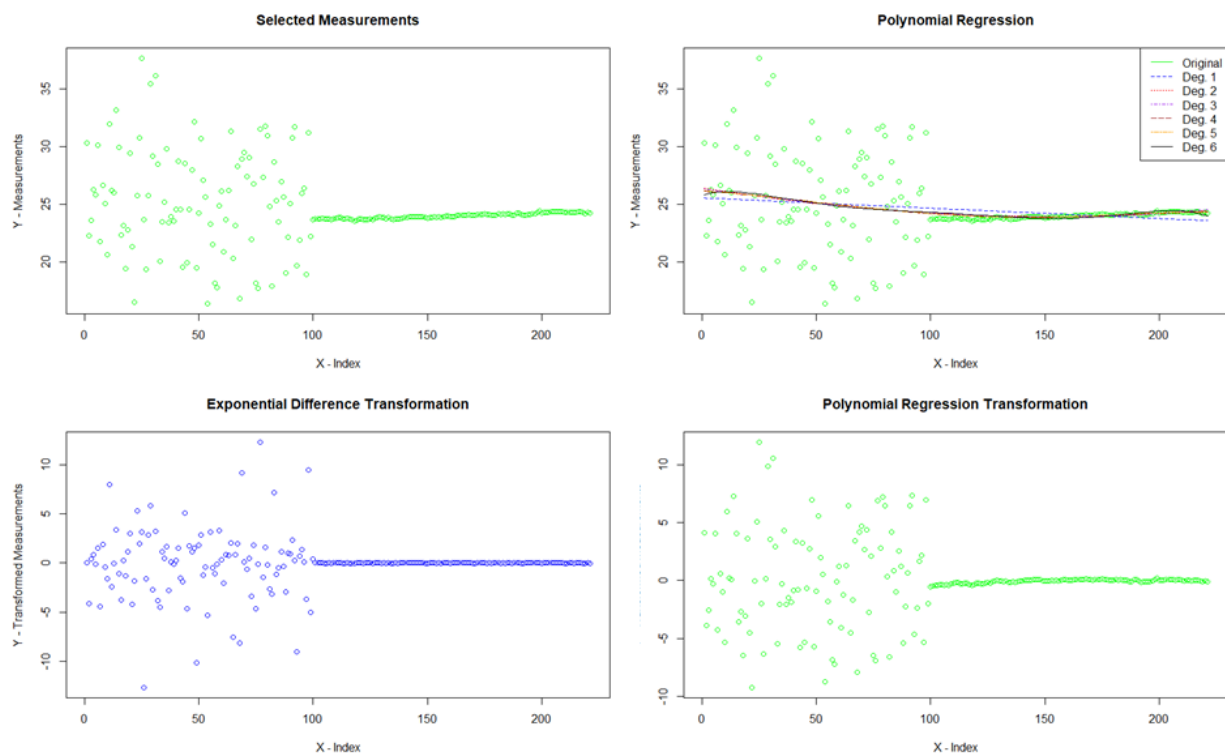 Selected Measurements
Y - Measurements
35
30
25
20
0 50 100 150 200
X - Index
Polynomial Regression
Y - Measurements
35
30
25
20
Original
Deg. 1
Deg. 2
Deg. 3
Deg. 4
Deg. 5
Deg. 6
0 50 100 150 200
X - Index
Exponential Difference Transformation
Y - Transformed Measurements
10
5
0
-5
-10
0 50 100 150 200
X - Index
Polynomial Regression Transformation
10
5
0
-5
-10
0 50 100 150 200
X - Index